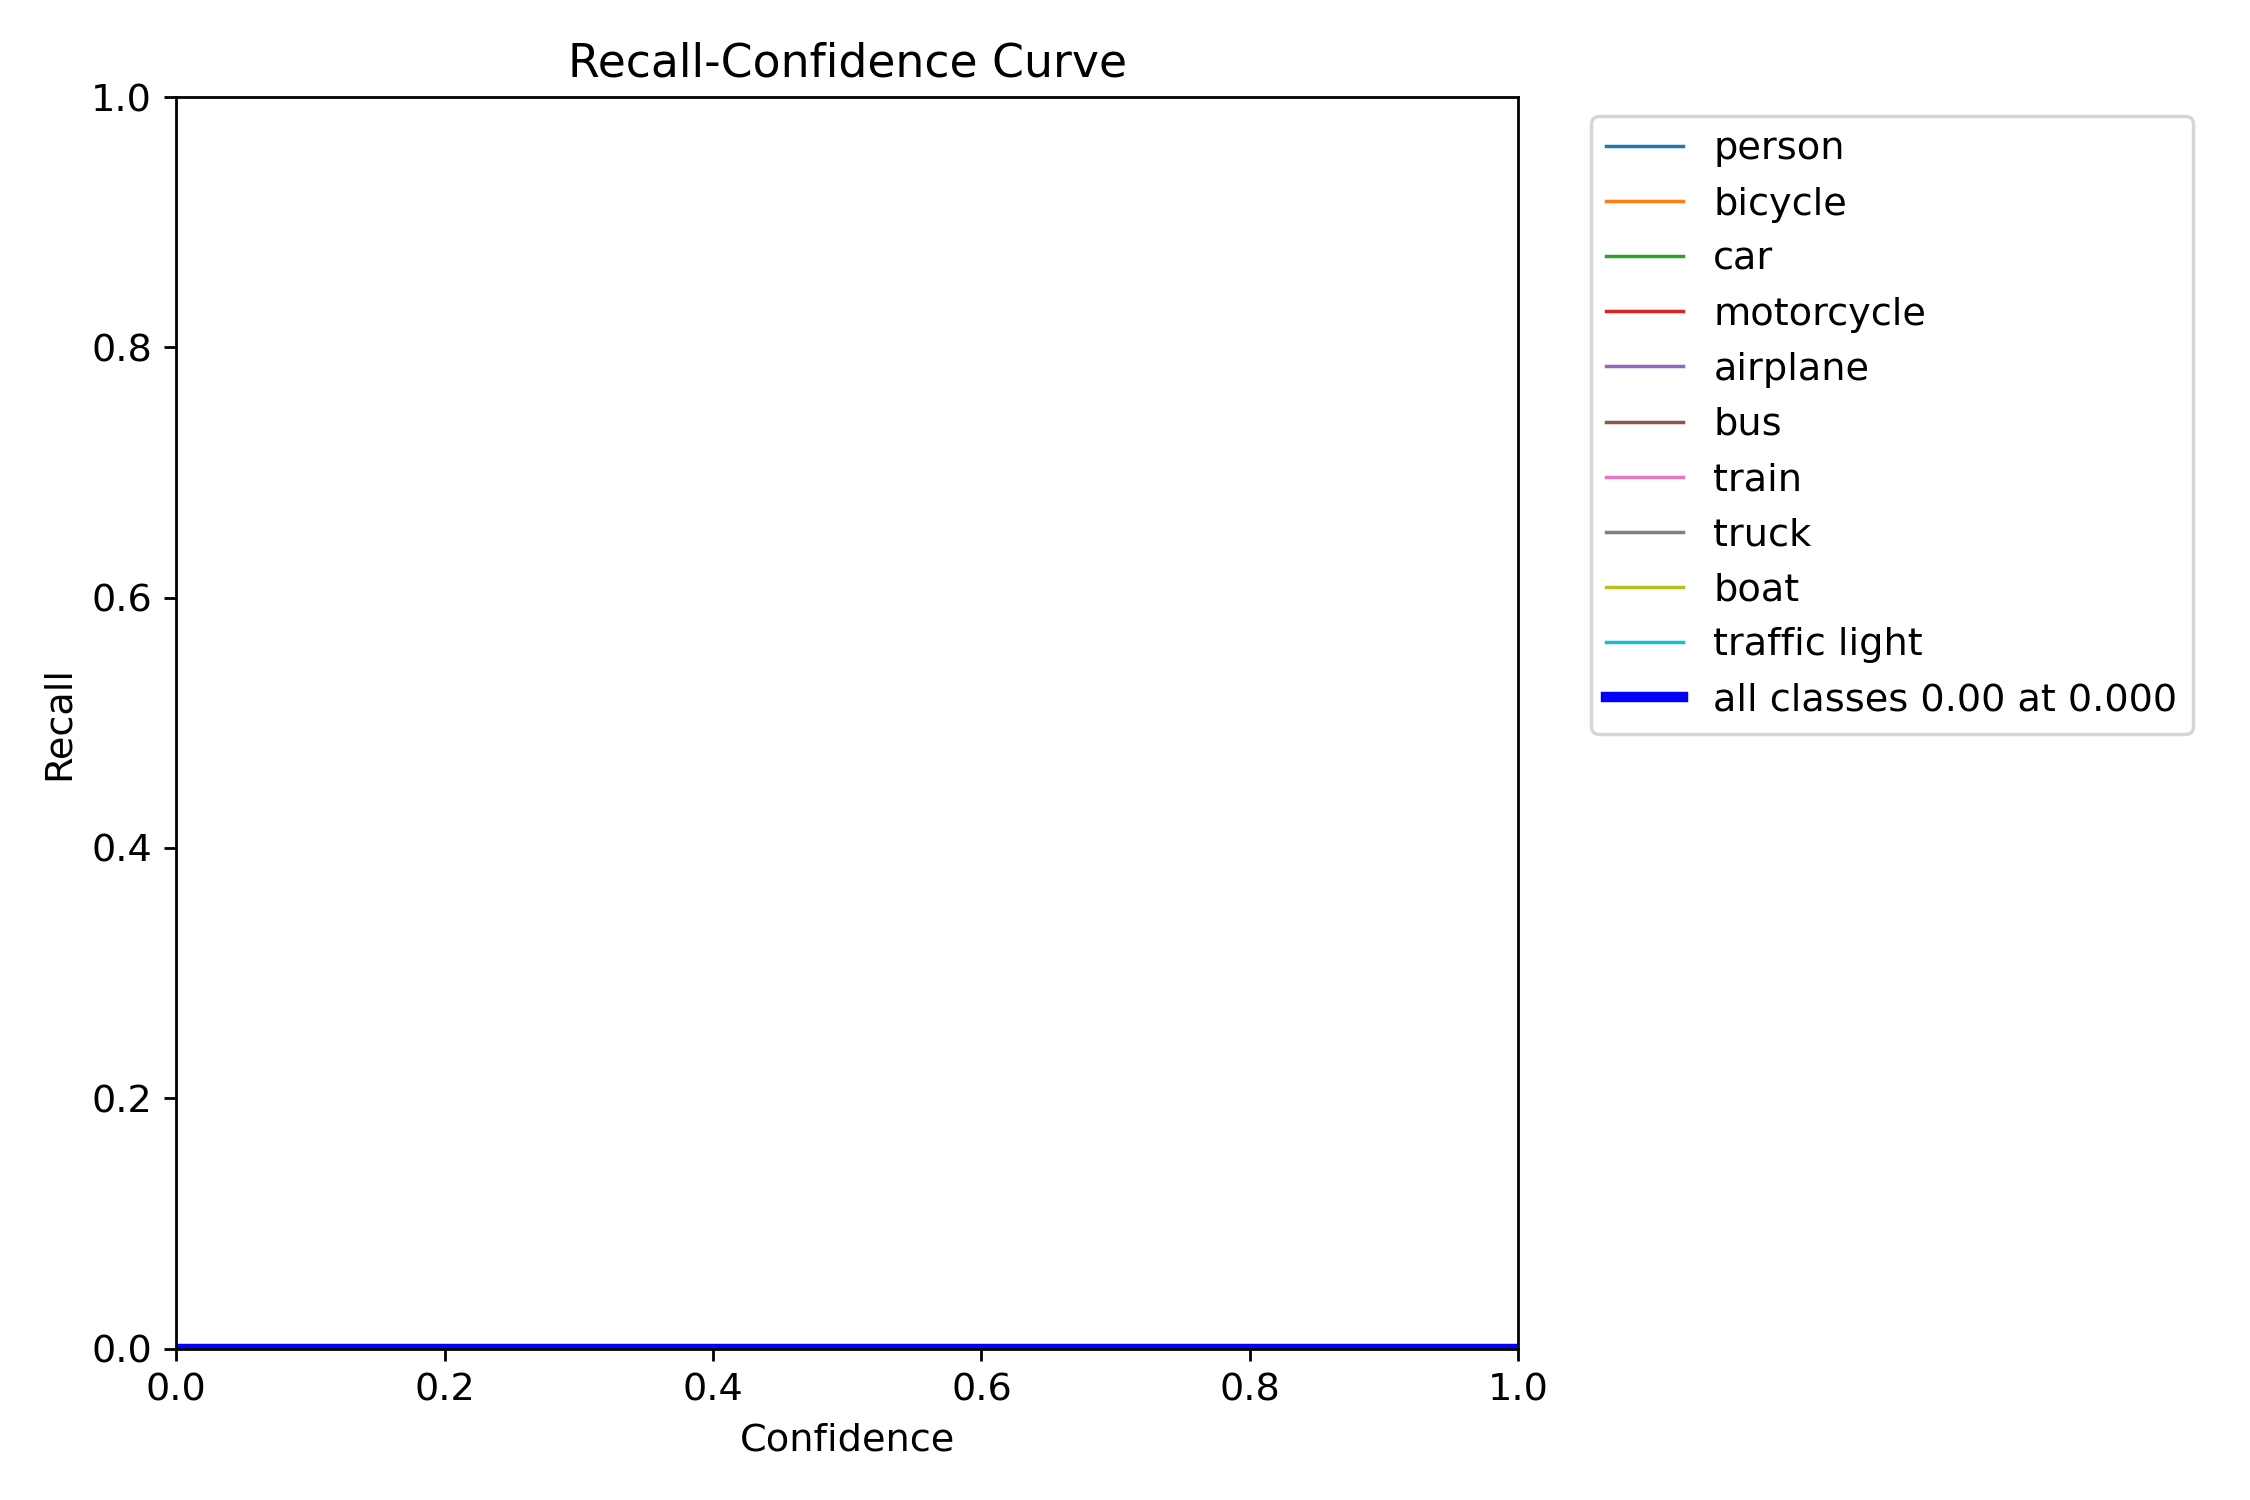 Recall-Confidence Curve
1.0
0.8
0.6
0.4
0.2
0.0
Recall
0.0 0.2 0.4 0.6 0.8 1.0
Confidence
person
bicycle
car
motorcycle
airplane
bus
train
truck
boat
traffic light
all classes 0.00 at 0.000